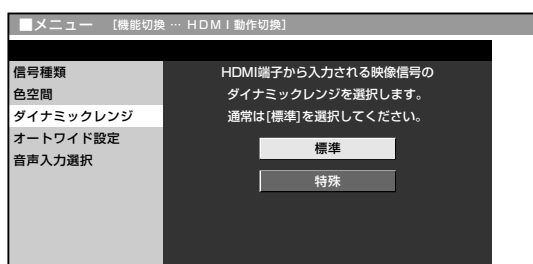 ■メニュー [機能切換 … HDMI動作切換]
信号種類
色空間
ダイナミックレンジ
オートワイド設定
音声入力選択
HDMI端子から入力される映像信号の
ダイナミックレンジを選択します。
通常は[標準]を選択してください。
標準
特殊